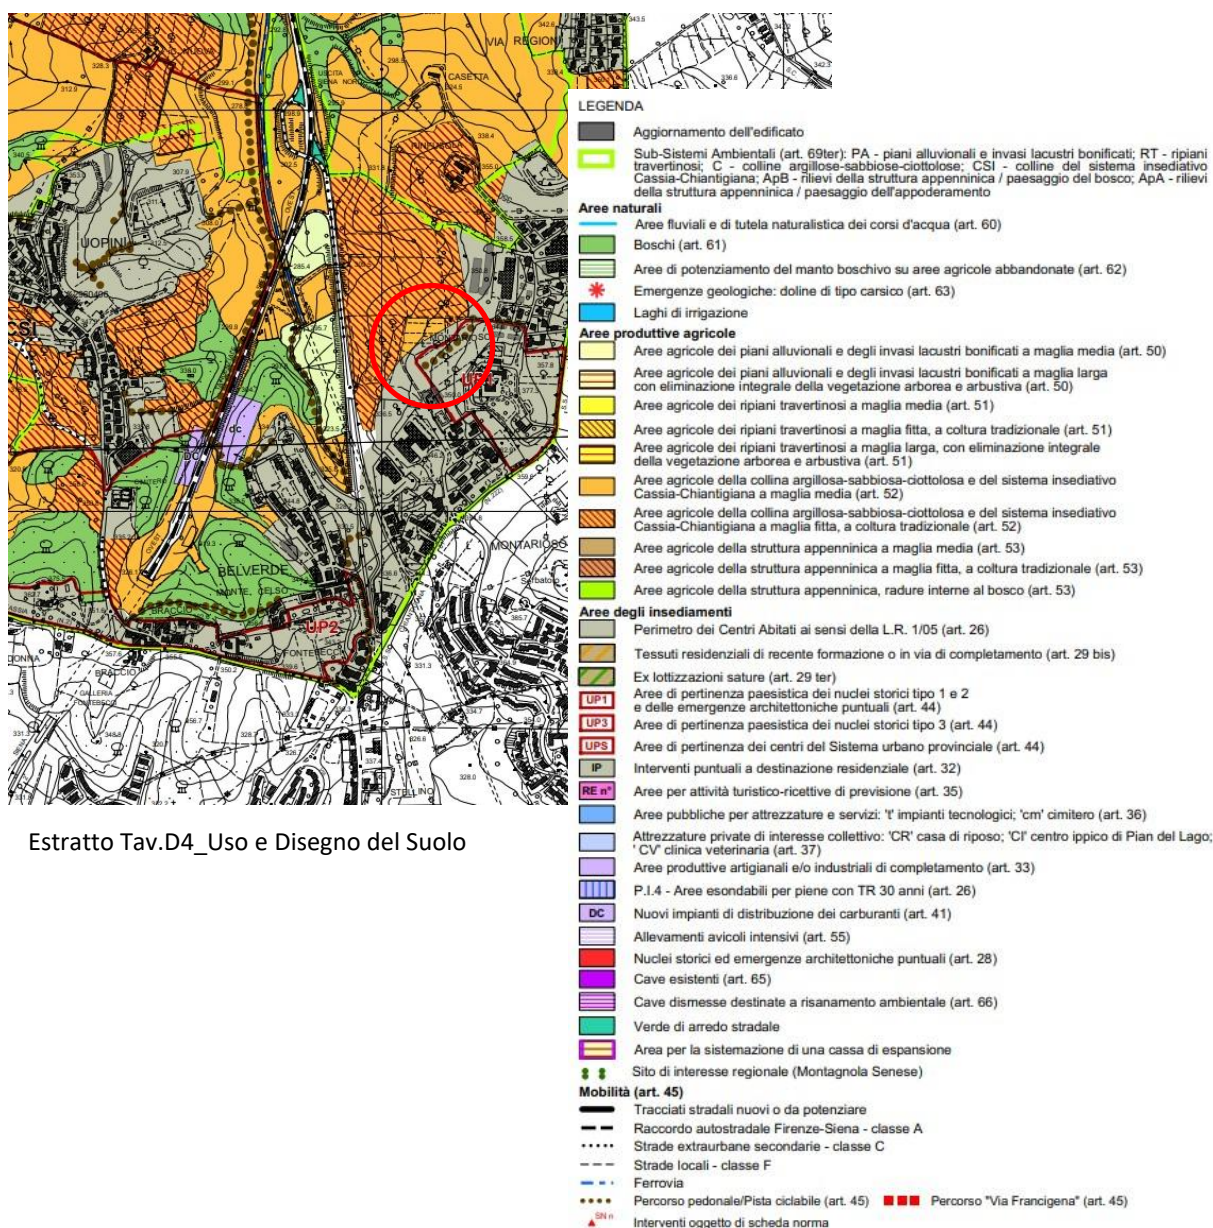 VIA REGIONI
USCITA
SIENA NORD
CASETTA
UOPINI
CSI
UP1
dc
DC
BELVERDE
MONTE CELSO
BRACCIO
UP2
FONTEBECCI
MONTARIOSO
BRACCIO
GALLERIA
STELLINO
LEGENDA
Aggiornamento dell'edificato
Sub-Sistemi Ambientali (art. 69ter): PA - piani alluvionali e invasi lacustri bonificati; RT - ripiani
travertinosi; C - colline argillose-sabbiose-ciottolose; CSI - colline del sistema insediativo
Cassia-Chiantigiana; ApB - rilievi della struttura appenninica / paesaggio del bosco; ApA - rilievi
della struttura appenninica / paesaggio dell'appoderamento
Aree naturali
Aree fluviali e di tutela naturalistica dei corsi d'acqua (art. 60)
Boschi (art. 61)
Aree di potenziamento del manto boschivo su aree agricole abbandonate (art. 62)
Emergenze geologiche: doline di tipo carsico (art. 63)
Laghi di irrigazione
Aree produttive agricole
Aree agricole dei piani alluvionali e degli invasi lacustri bonificati a maglia media (art. 50)
Aree agricole dei piani alluvionali e degli invasi lacustri bonificati a maglia larga
con eliminazione integrale della vegetazione arborea e arbustiva (art. 50)
Aree agricole dei ripiani travertinosi a maglia media (art. 51)
Aree agricole dei ripiani travertinosi a maglia fitta, a coltura tradizionale (art. 51)
Aree agricole dei ripiani travertinosi a maglia larga, con eliminazione integrale
della vegetazione arborea e arbustiva (art. 51)
Aree agricole della collina argillosa-sabbiosa-ciottolosa e del sistema insediativo
Cassia-Chiantigiana a maglia media (art. 52)
Aree agricole della collina argillosa-sabbiosa-ciottolosa e del sistema insediativo
Cassia-Chiantigiana a maglia fitta, a coltura tradizionale (art. 52)
Aree agricole della struttura appenninica a maglia media (art. 53)
Aree agricole della struttura appenninica a maglia fitta, a coltura tradizionale (art. 53)
Aree agricole della struttura appenninica, radure interne al bosco (art. 53)
Aree degli insediamenti
Perimetro dei Centri Abitati ai sensi della L.R. 1/05 (art. 26)
Tessuti residenziali di recente formazione o in via di completamento (art. 29 bis)
Ex lottizzazioni sature (art. 29 ter)
UP1 Aree di pertinenza paesistica dei nuclei storici tipo 1 e 2
e delle emergenze architettoniche puntuali (art. 44)
UP3 Aree di pertinenza paesistica dei nuclei storici tipo 3 (art. 44)
UPS Aree di pertinenza dei centri del Sistema urbano provinciale (art. 44)
IP Interventi puntuali a destinazione residenziale (art. 32)
RE n° Aree per attività turistico-ricettive di previsione (art. 35)
Aree pubbliche per attrezzature e servizi: 't' impianti tecnologici; 'cm' cimitero (art. 36)
Attrezzature private di interesse collettivo: 'CR' casa di riposo; 'CI' centro ippico di Pian del Lago;
' CV' clinica veterinaria (art. 37)
Aree produttive artigianali e/o industriali di completamento (art. 33)
P.I.4 - Aree esondabili per piene con TR 30 anni (art. 26)
DC Nuovi impianti di distribuzione dei carburanti (art. 41)
Allevamenti avicoli intensivi (art. 55)
Nuclei storici ed emergenze architettoniche puntuali (art. 28)
Cave esistenti (art. 65)
Cave dismesse destinate a risanamento ambientale (art. 66)
Verde di arredo stradale
Area per la sistemazione di una cassa di espansione
Sito di interesse regionale (Montagnola Senese)
Mobilità (art. 45)
Tracciati stradali nuovi o da potenziare
Raccordo autostradale Firenze-Siena - classe A
Strade extraurbane secondarie - classe C
Strade locali - classe F
Ferrovia
Percorso pedonale/Pista ciclabile (art. 45) Percorso "Via Francigena" (art. 45)
SN n Interventi oggetto di scheda norma
Estratto Tav.D4_Uso e Disegno del Suolo